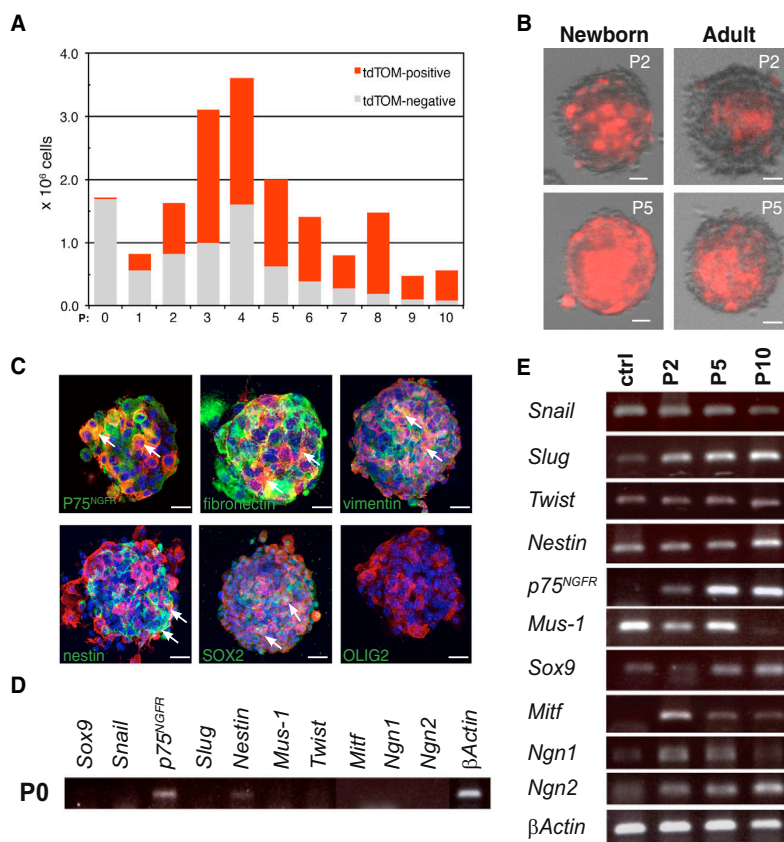 A
4.0
3.0
2.0
1.0
0.0
x 10⁶ cells
tdTOM-positive
tdTOM-negative
P: 0 1 2 3 4 5 6 7 8 9 10
B
Newborn Adult
P2 P2
P5 P5
C
P75ᴺᴳᶠᴿ fibronectin vimentin
nestin SOX2 OLIG2
D
Sox9 Snail p75ᴺᴳᶠᴿ Slug Nestin Mus-1 Twist Mitf Ngn1 Ngn2 βActin
P0
E
ctrl P2 P5 P10
Snail
Slug
Twist
Nestin
p75ᴺᴳᶠᴿ
Mus-1
Sox9
Mitf
Ngn1
Ngn2
βActin